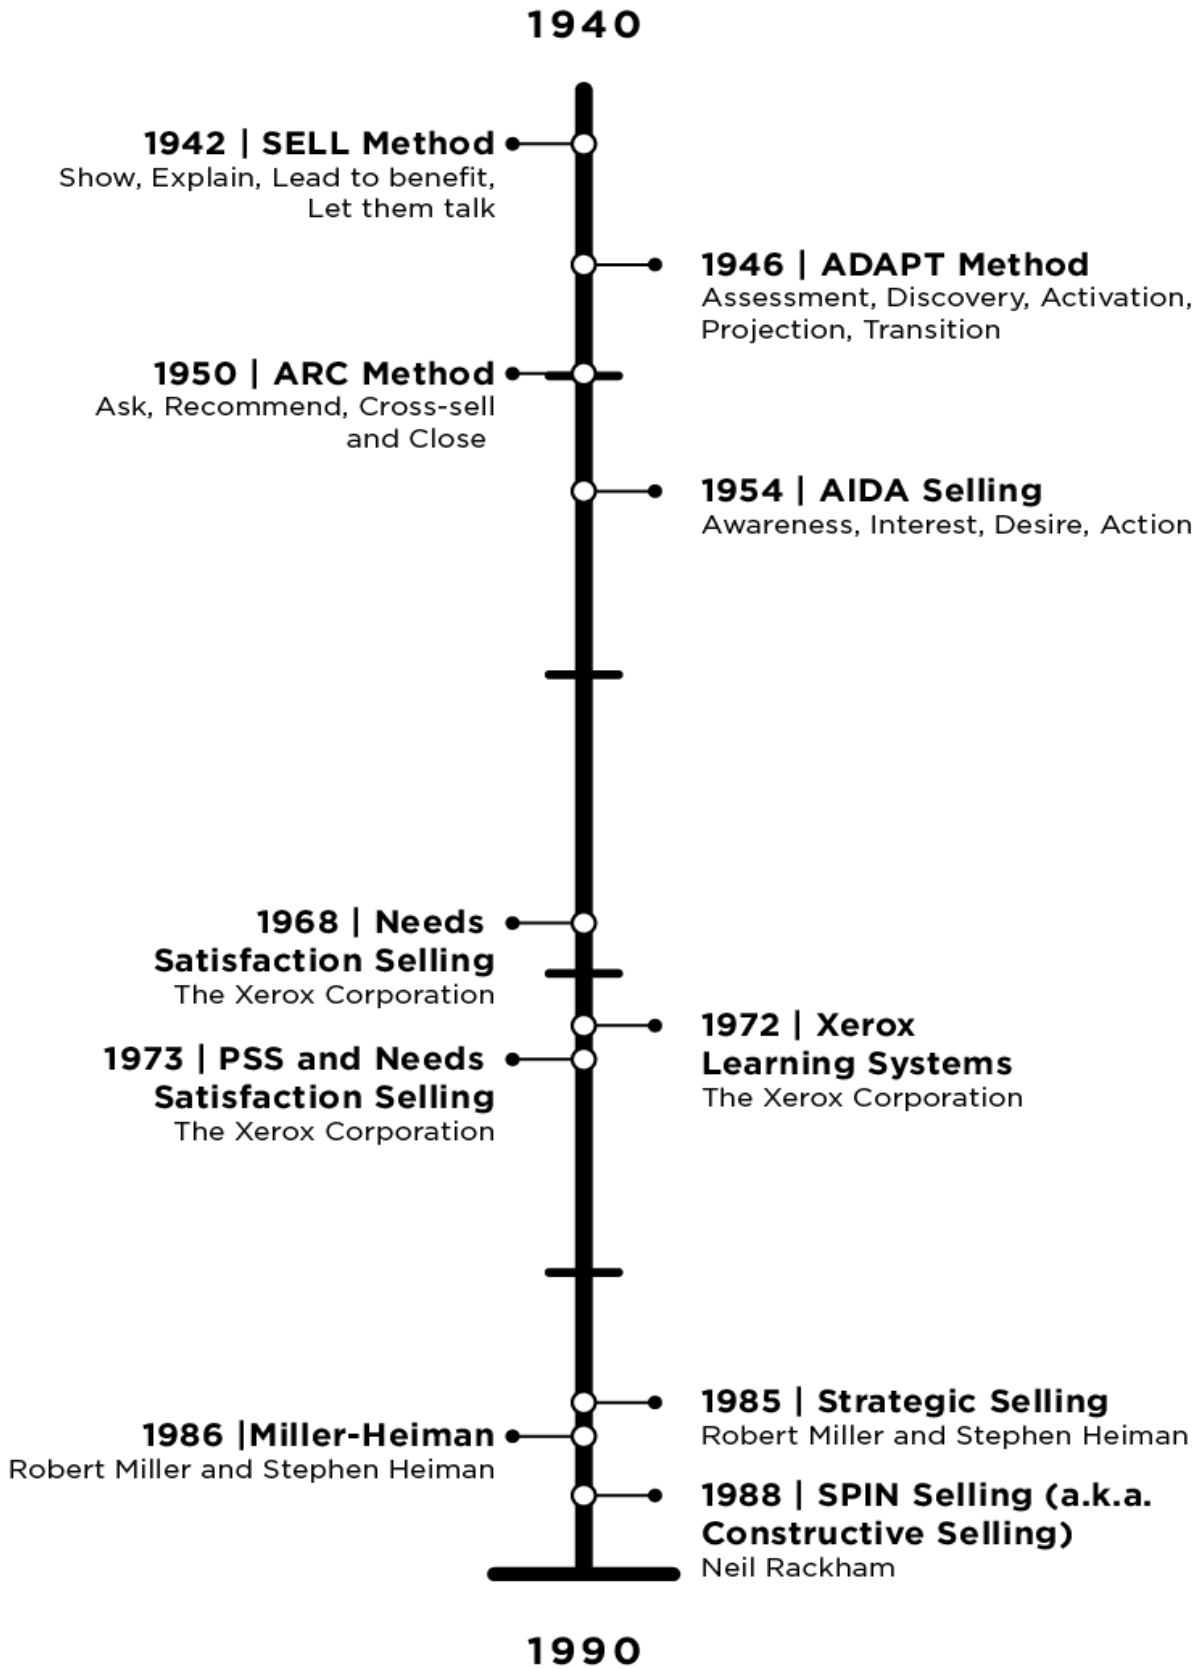 1940
1942 | SELL Method
Show, Explain, Lead to benefit,
Let them talk
1946 | ADAPT Method
Assessment, Discovery, Activation,
Projection, Transition
1950 | ARC Method
Ask, Recommend, Cross-sell
and Close
1954 | AIDA Selling
Awareness, Interest, Desire, Action
1968 | Needs
Satisfaction Selling
The Xerox Corporation
1972 | Xerox
Learning Systems
The Xerox Corporation
1973 | PSS and Needs
Satisfaction Selling
The Xerox Corporation
1985 | Strategic Selling
Robert Miller and Stephen Heiman
1986 |Miller-Heiman
Robert Miller and Stephen Heiman
1988 | SPIN Selling (a.k.a.
Constructive Selling)
Neil Rackham
1990